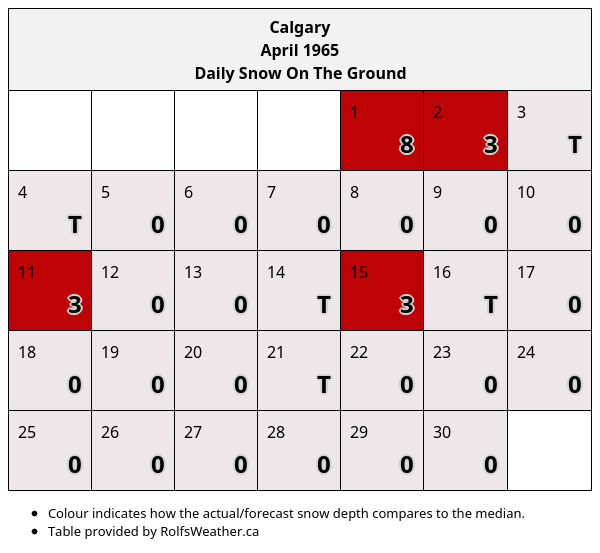 Calgary
April 1965
Daily Snow On The Ground
1 2 3
8 3 T
4 5 6 7 8 9 10
T 0 0 0 0 0 0
11 12 13 14 15 16 17
3 0 0 T 3 T 0
18 19 20 21 22 23 24
0 0 0 T 0 0 0
25 26 27 28 29 30
0 0 0 0 0 0
Colour indicates how the actual/forecast snow depth compares to the median.
Table provided by RolfsWeather.ca